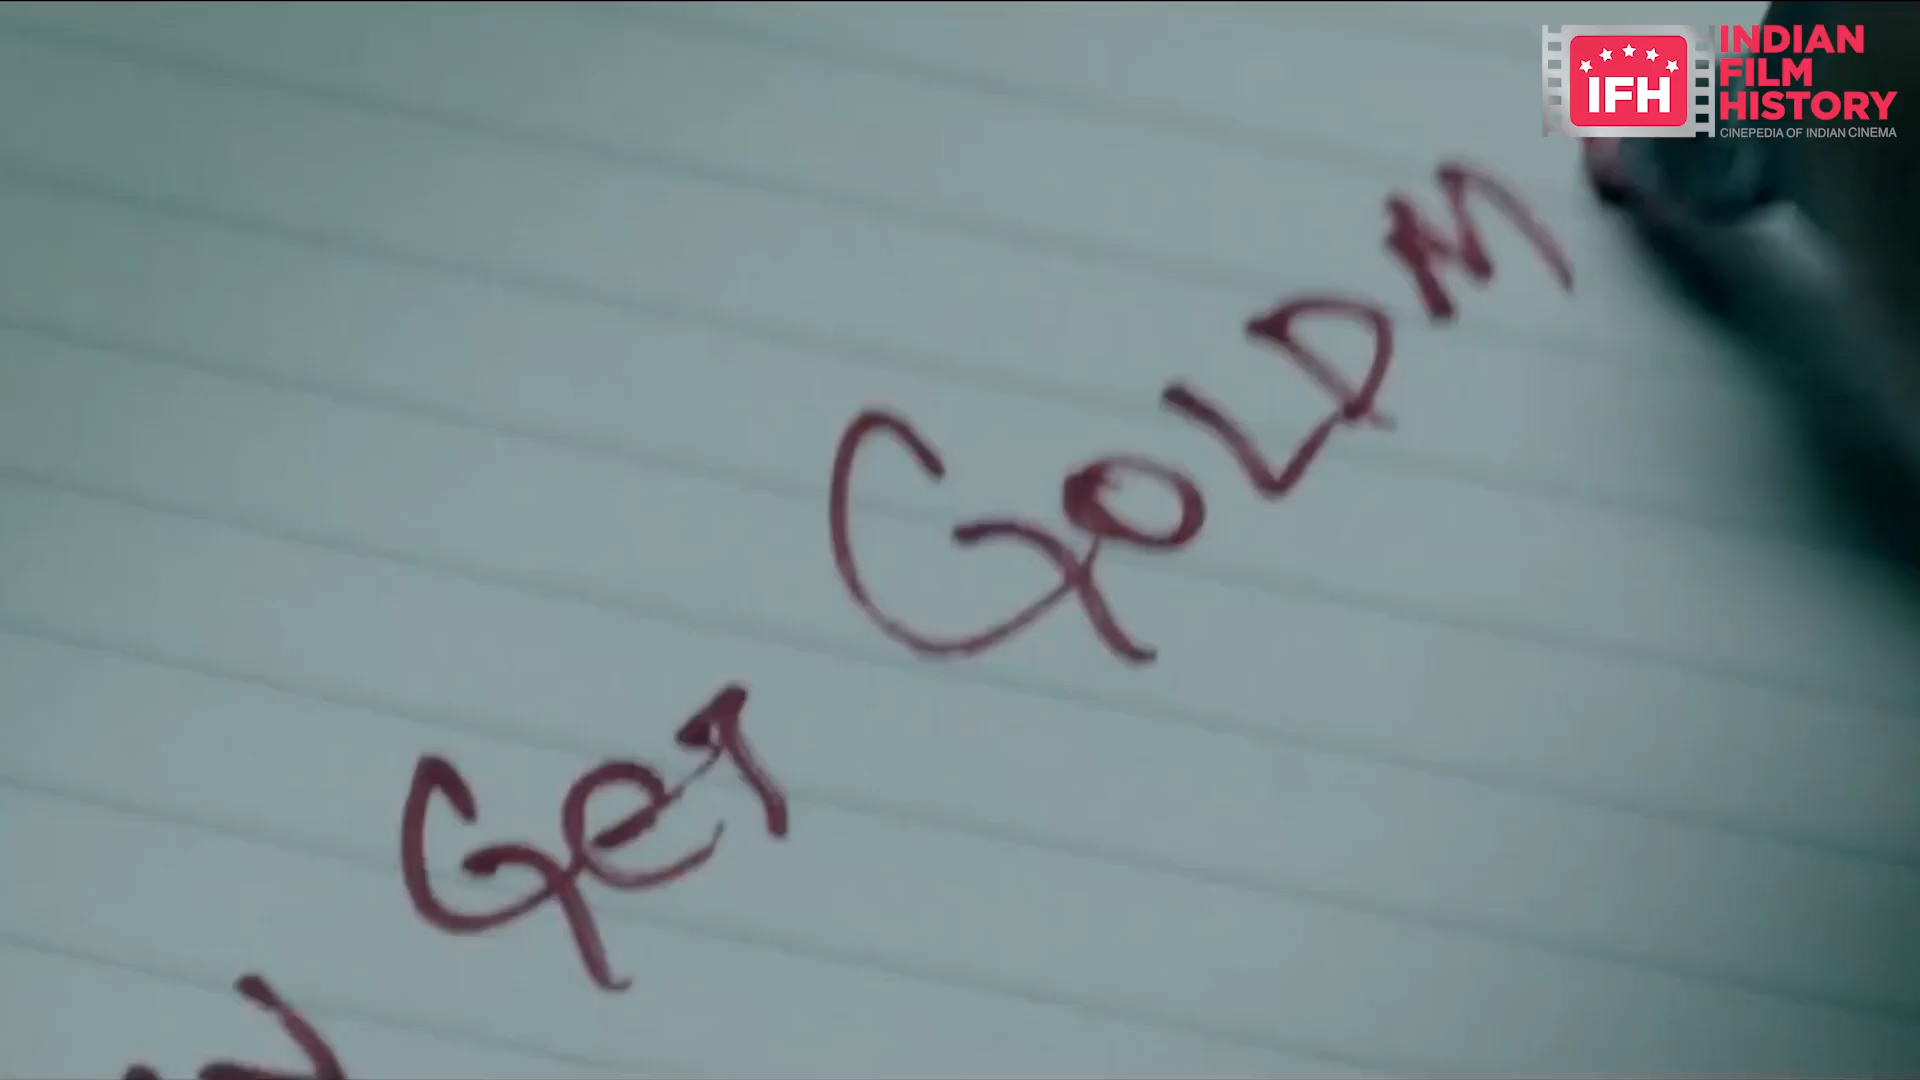 IFH
INDIAN
FILM
HISTORY
CINEPEDIA OF INDIAN CINEMA
GeT GOLDM